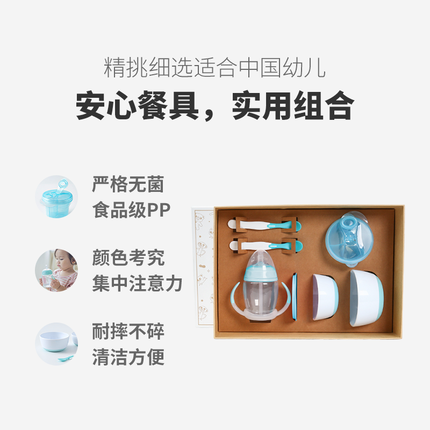 精挑细选适合中国幼儿
安心餐具，实用组合
严格无菌
食品级PP
颜色考究
集中注意力
耐摔不碎
清洁方便